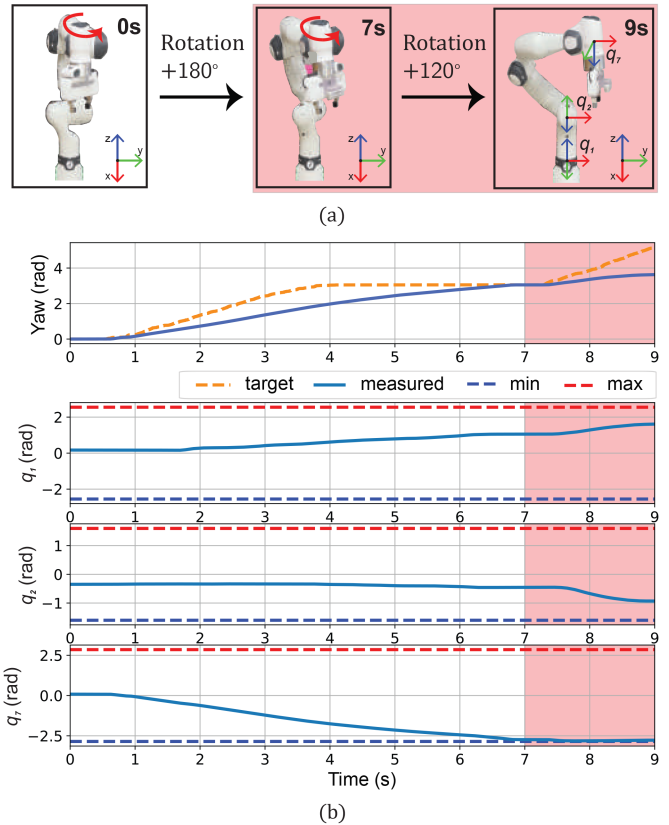 0s
Rotation
+180°
7s
Rotation
+120°
9s
q7
q2
q1
z
y
x
z
y
x
z
y
x
(a)
Yaw (rad)
4
2
0
0 1 2 3 4 5 6 7 8 9
target measured min max
q1 (rad)
2
0
−2
0 1 2 3 4 5 6 7 8 9
q2 (rad)
1
0
−1
0 1 2 3 4 5 6 7 8 9
q7 (rad)
2.5
0.0
−2.5
0 1 2 3 4 5 6 7 8 9
Time (s)
(b)